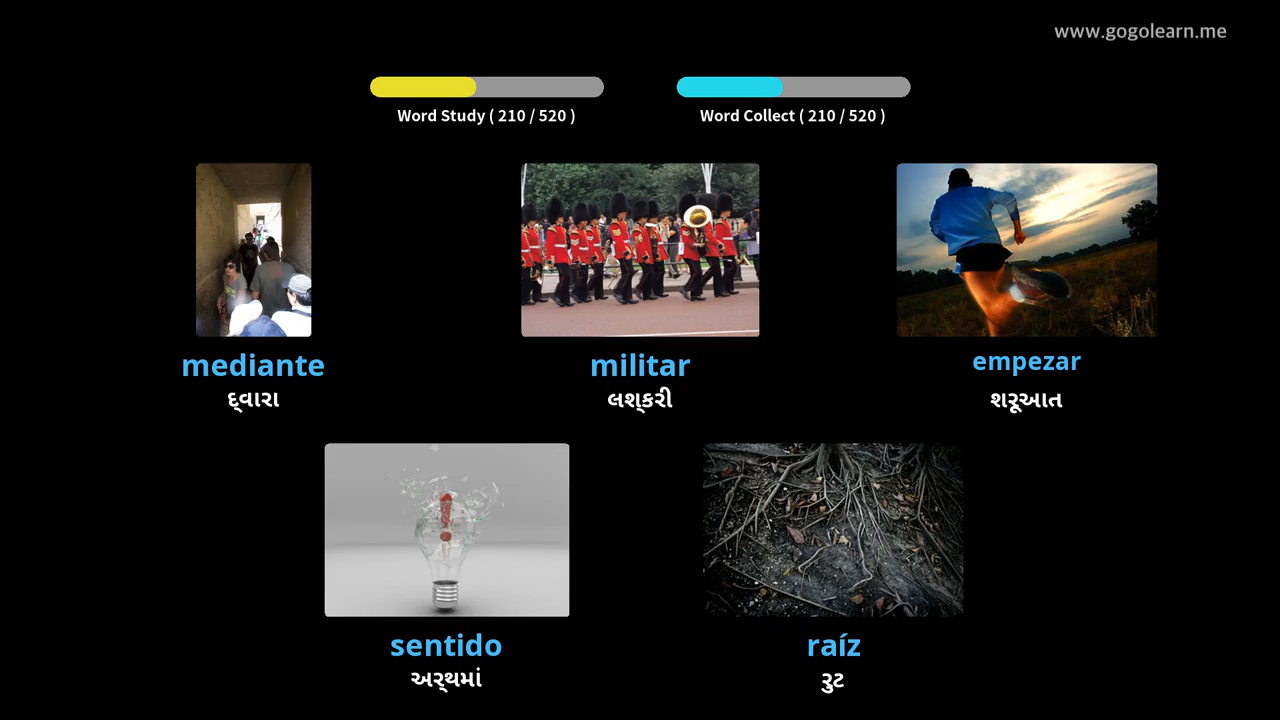 www.gogolearn.me
Word Study ( 210 / 520 )
Word Collect ( 210 / 520 )
mediante
દ્વારા
militar
લશ્કરી
empezar
શરૂઆત
sentido
અર્થમાં
raíz
રુટ